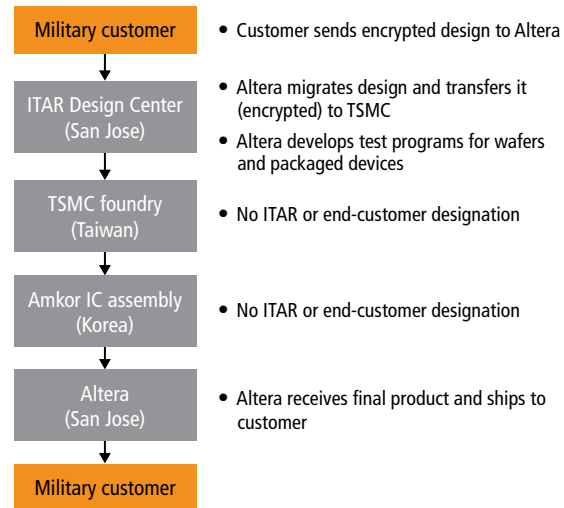 Military customer
• Customer sends encrypted design to Altera
ITAR Design Center
(San Jose)
• Altera migrates design and transfers it
(encrypted) to TSMC
• Altera develops test programs for wafers
and packaged devices
TSMC foundry
(Taiwan)
• No ITAR or end-customer designation
Amkor IC assembly
(Korea)
• No ITAR or end-customer designation
Altera
(San Jose)
• Altera receives final product and ships to
customer
Military customer